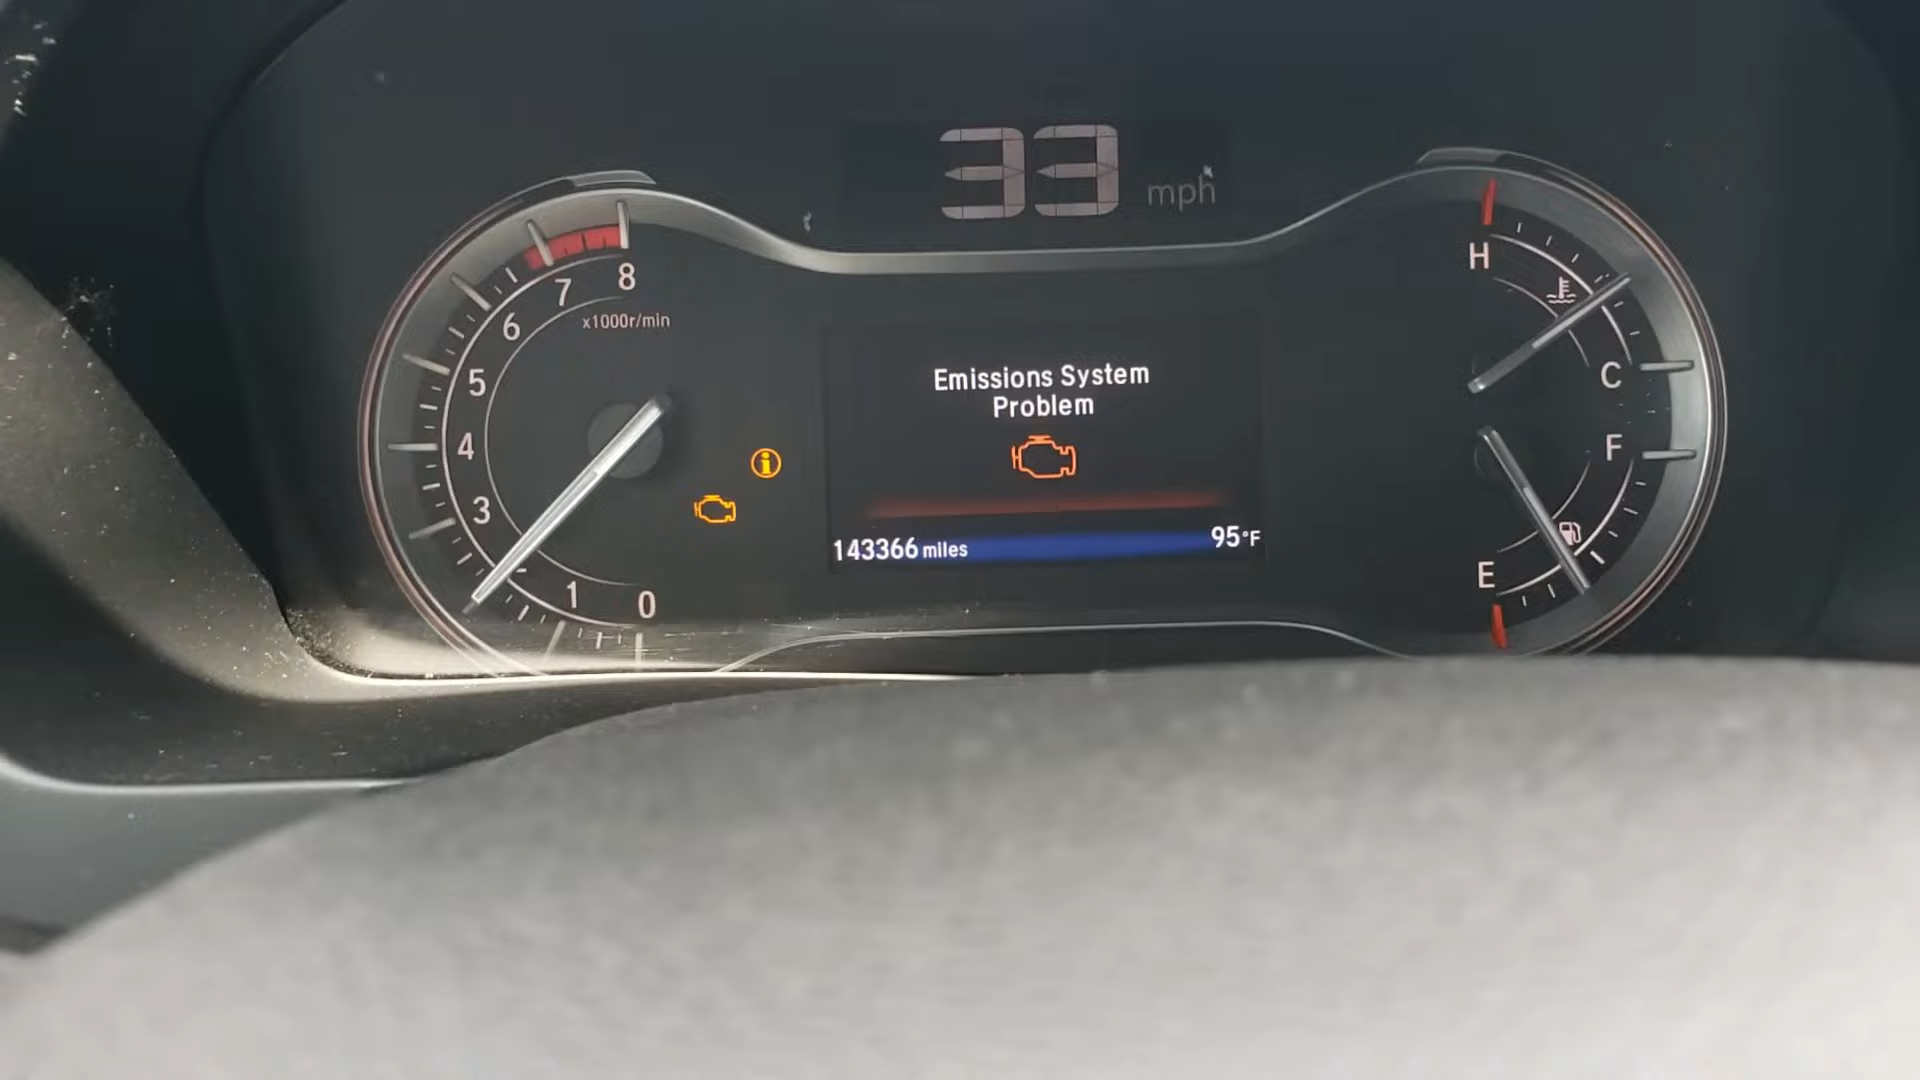 33 mph
8
7
6
x1000r/min
5
4
3
1
0
Emissions System
Problem
143366 miles
95°F
H
C
F
E